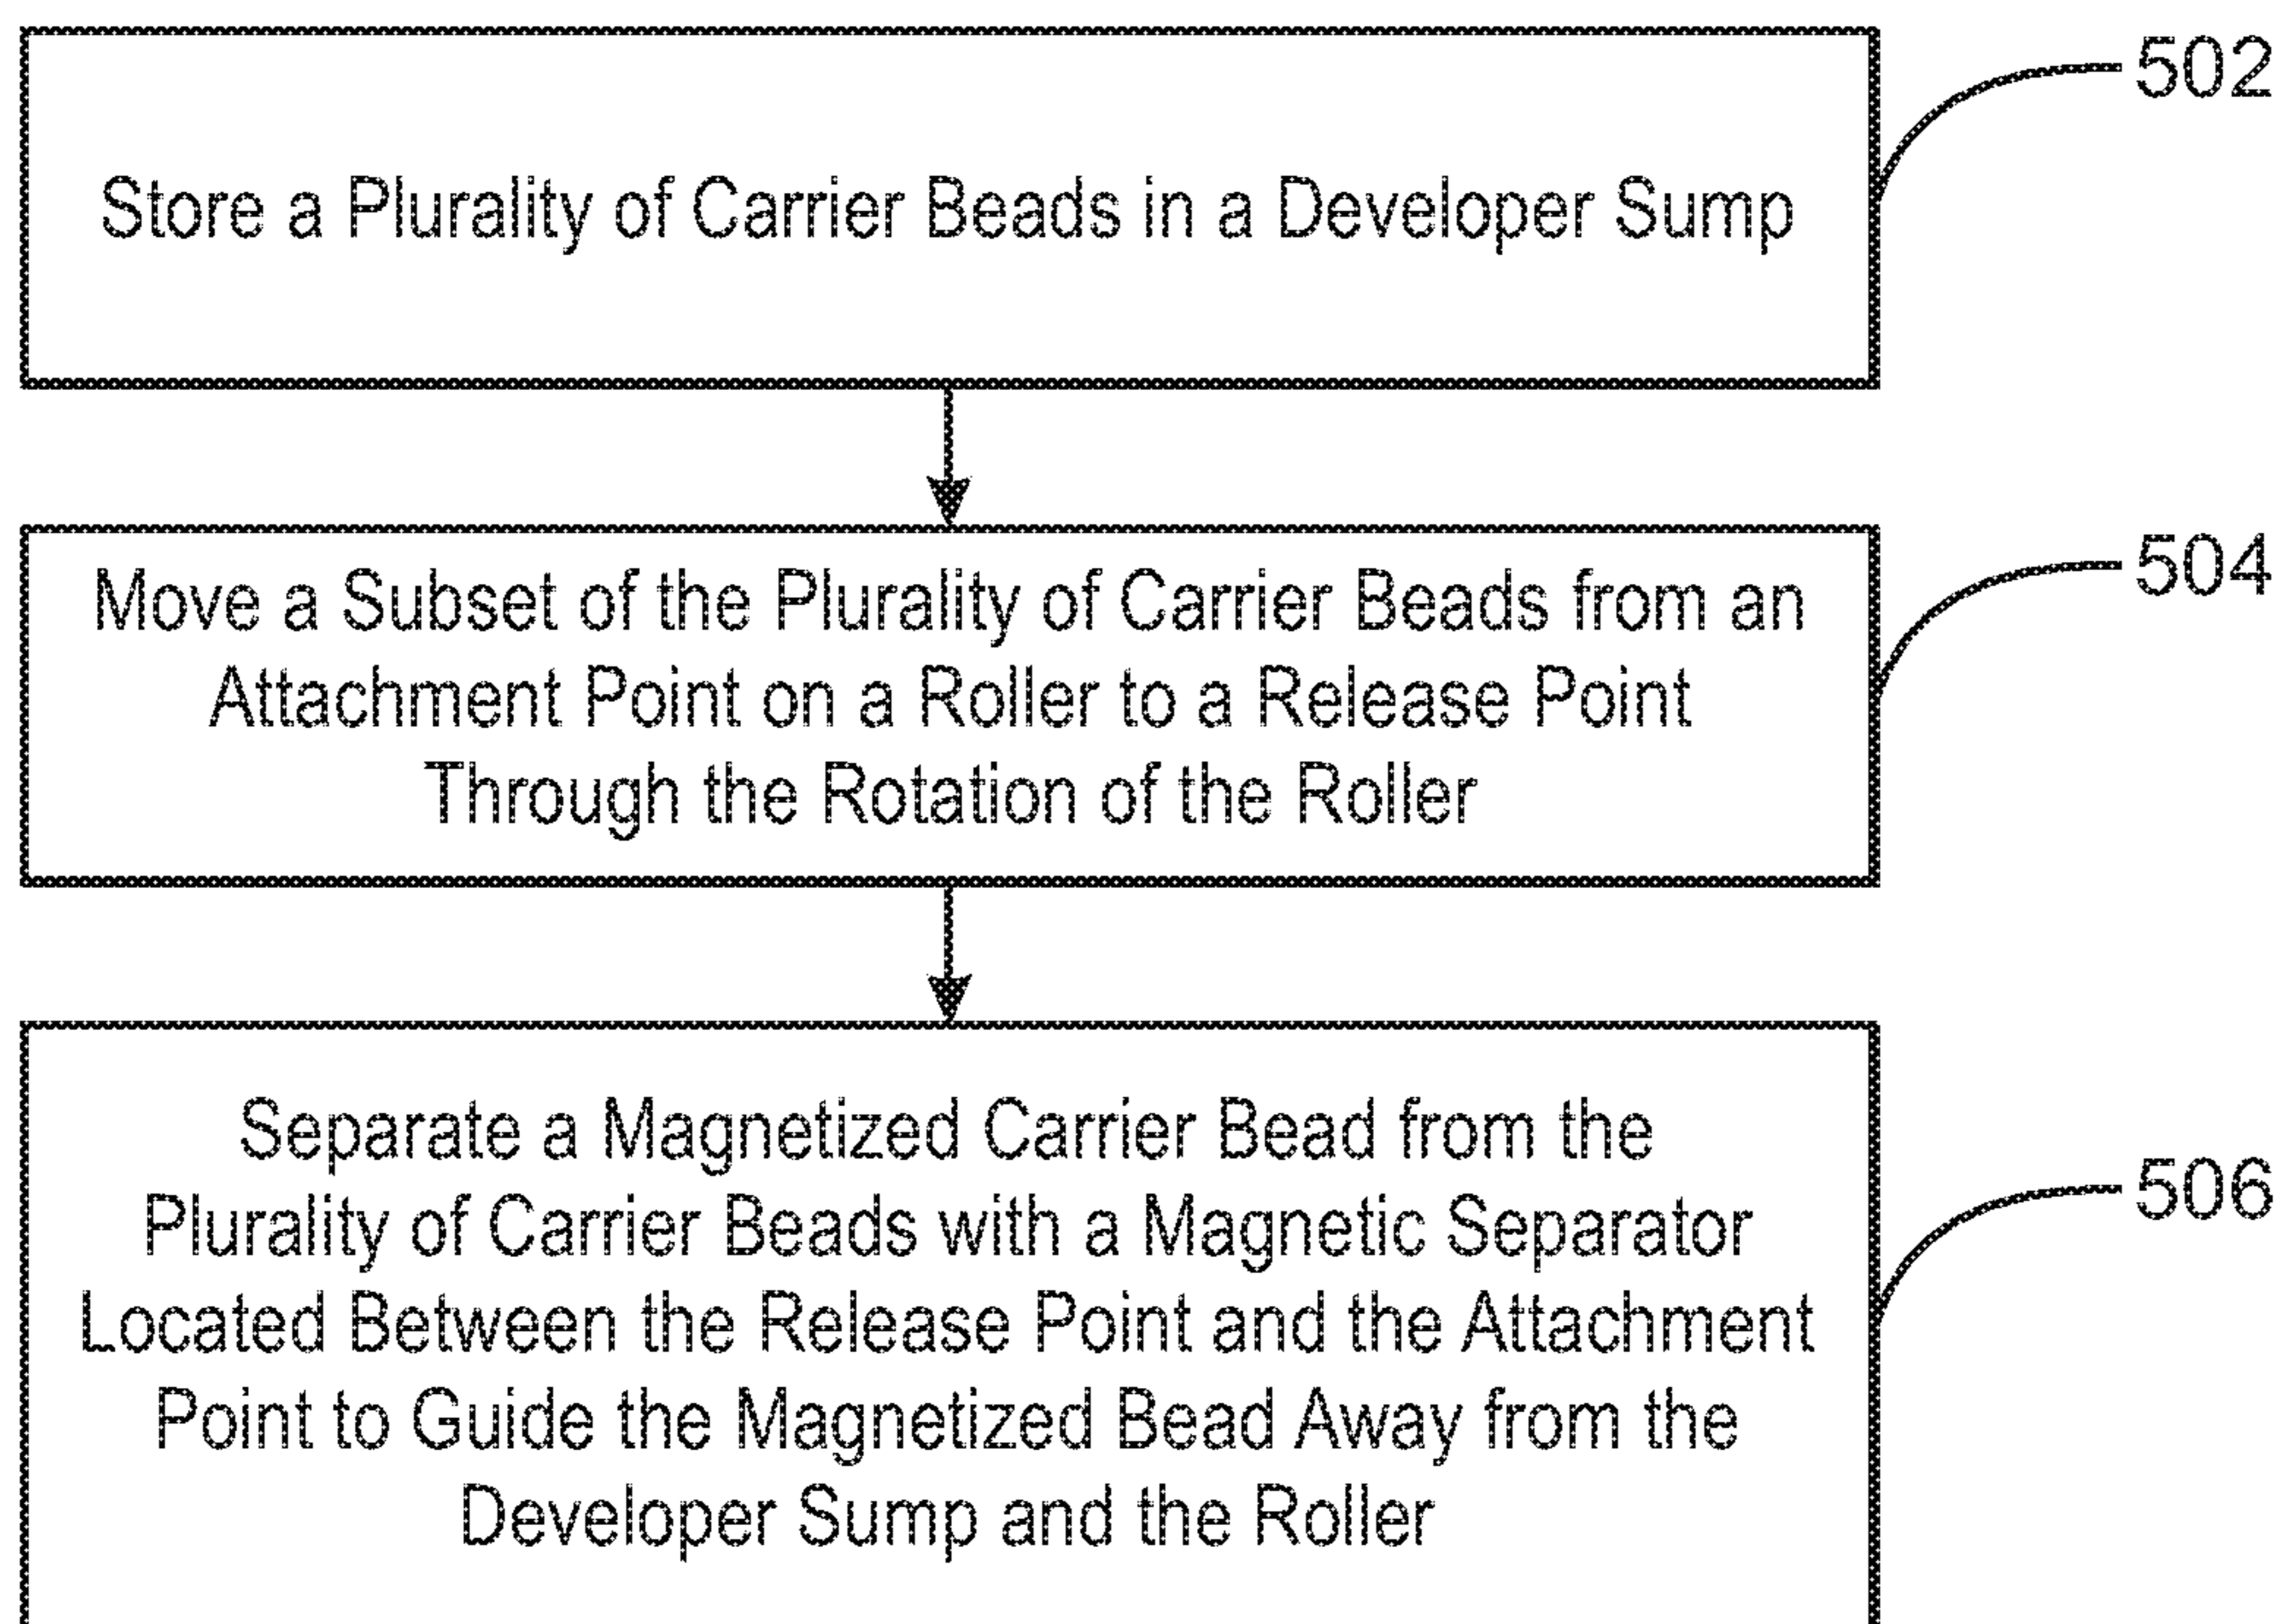 Store a Plurality of Carrier Beads in a Developer Sump
502
Move a Subset of the Plurality of Carrier Beads from an
Attachment Point on a Roller to a Release Point
Through the Rotation of the Roller
504
Separate a Magnetized Carrier Bead from the
Plurality of Carrier Beads with a Magnetic Separator
Located Between the Release Point and the Attachment
Point to Guide the Magnetized Bead Away from the
Developer Sump and the Roller
506